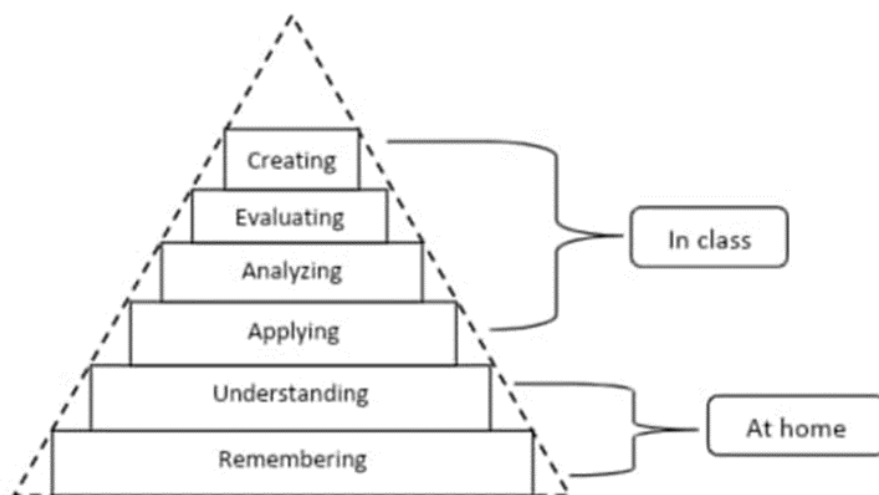 Creating
Evaluating
In class
Analyzing
Applying
Understanding
At home
Remembering